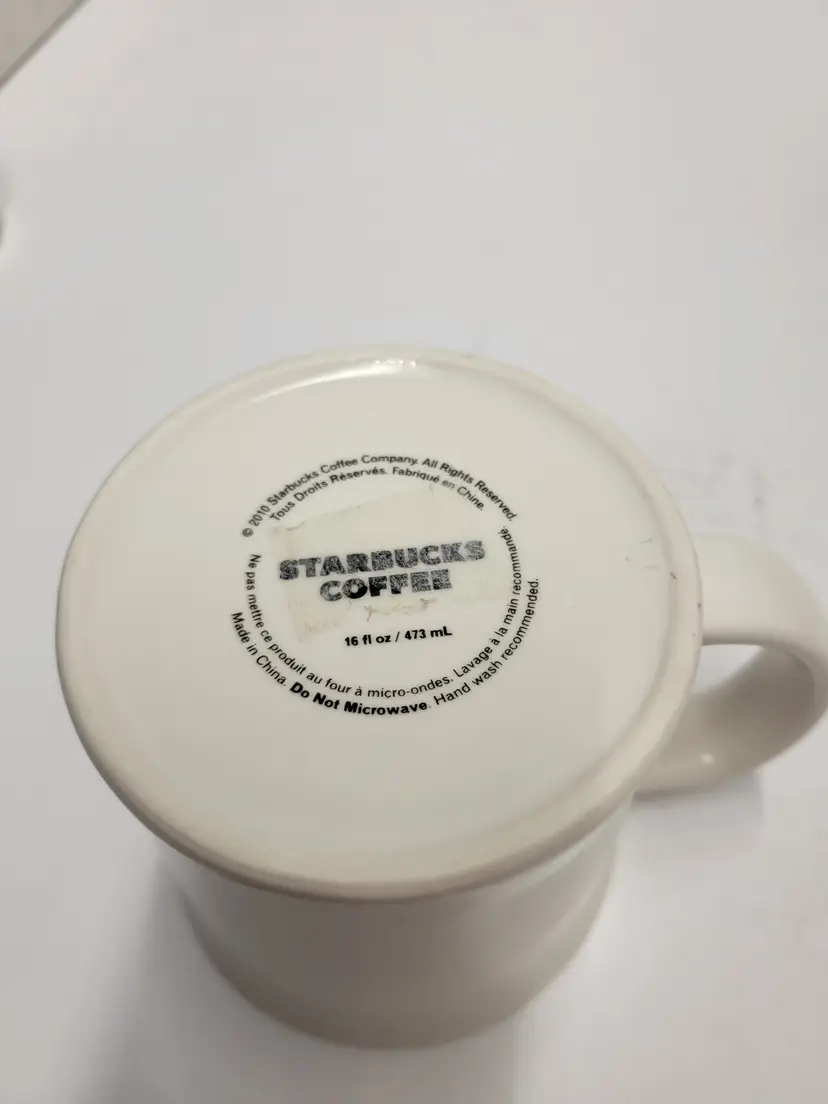 © 2010 Starbucks Coffee Company. All Rights Reserved.
Tous Droits Réservés. Fabriqué en Chine.
STARBUCKS
COFFEE
16 fl oz / 473 mL
Ne pas mettre ce produit au four à micro-ondes. Lavage à la main recommandé.
Made in China. Do Not Microwave. Hand wash recommended.